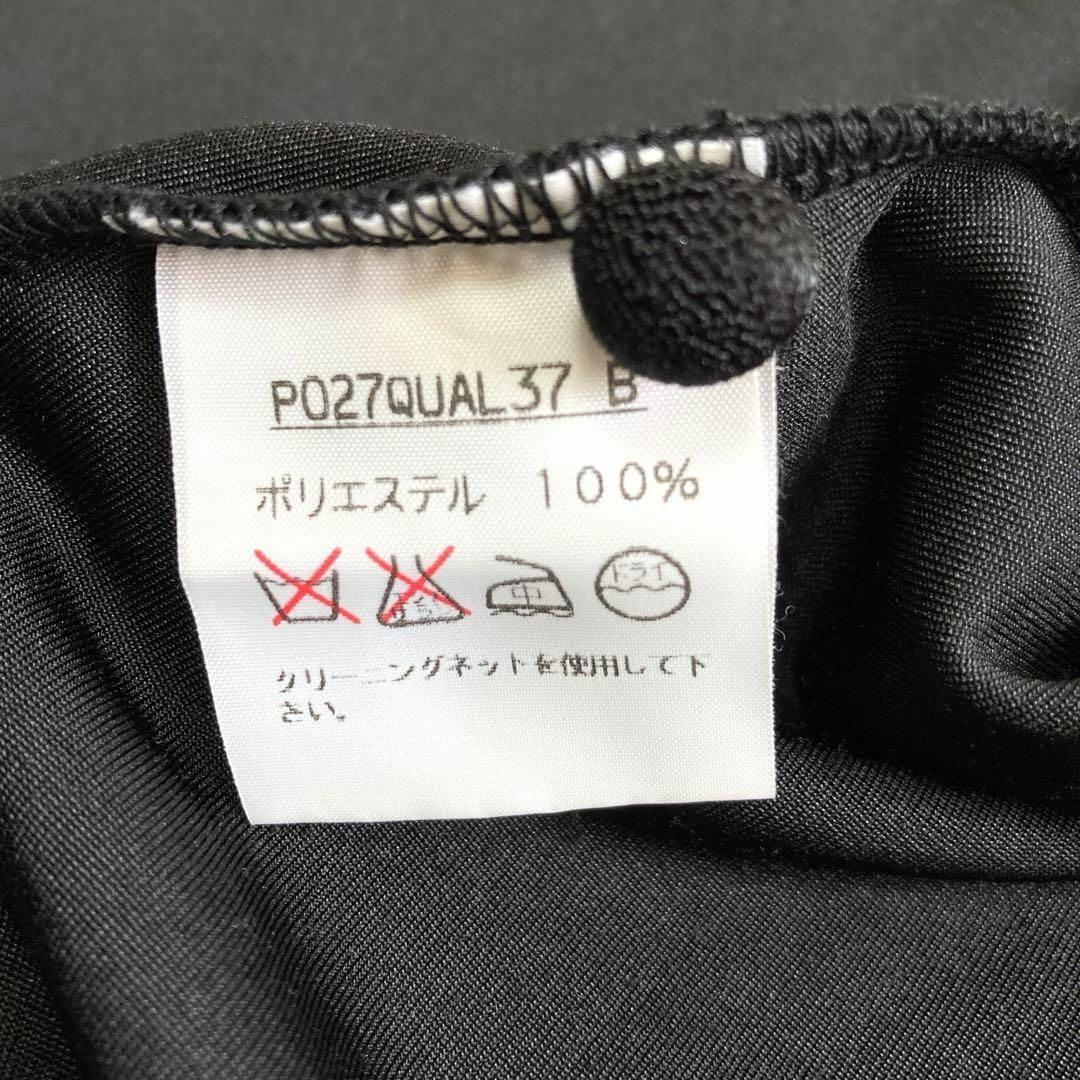 P027QUAL37 B
ポリエステル 100%
中 ドライ
クリーニングネットを使用して下
さい。